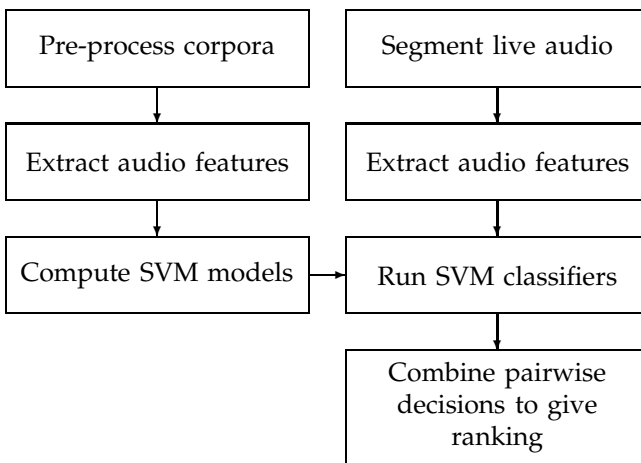 Pre-process corpora
Segment live audio
Extract audio features
Extract audio features
Compute SVM models
Run SVM classifiers
Combine pairwise
decisions to give
ranking